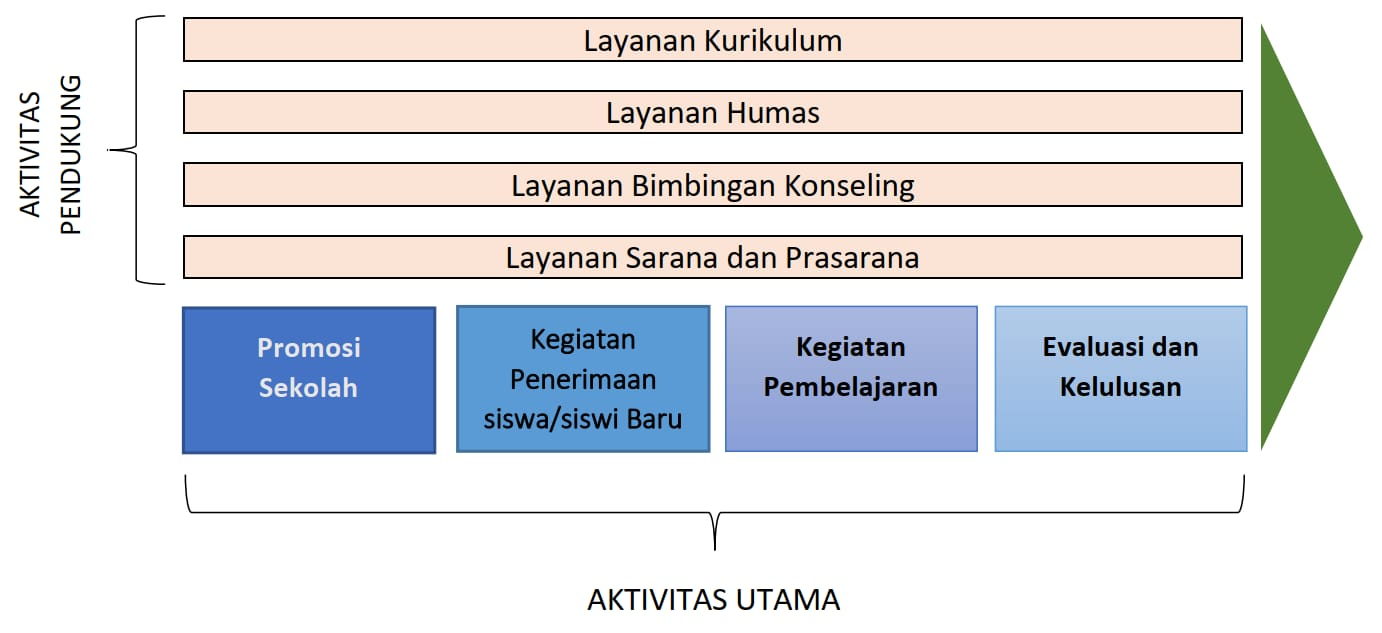 AKTIVITAS
PENDUKUNG
Layanan Kurikulum
Layanan Humas
Layanan Bimbingan Konseling
Layanan Sarana dan Prasarana
Promosi
Sekolah
Kegiatan
Penerimaan
siswa/siswi Baru
Kegiatan
Pembelajaran
Evaluasi dan
Kelulusan
AKTIVITAS UTAMA